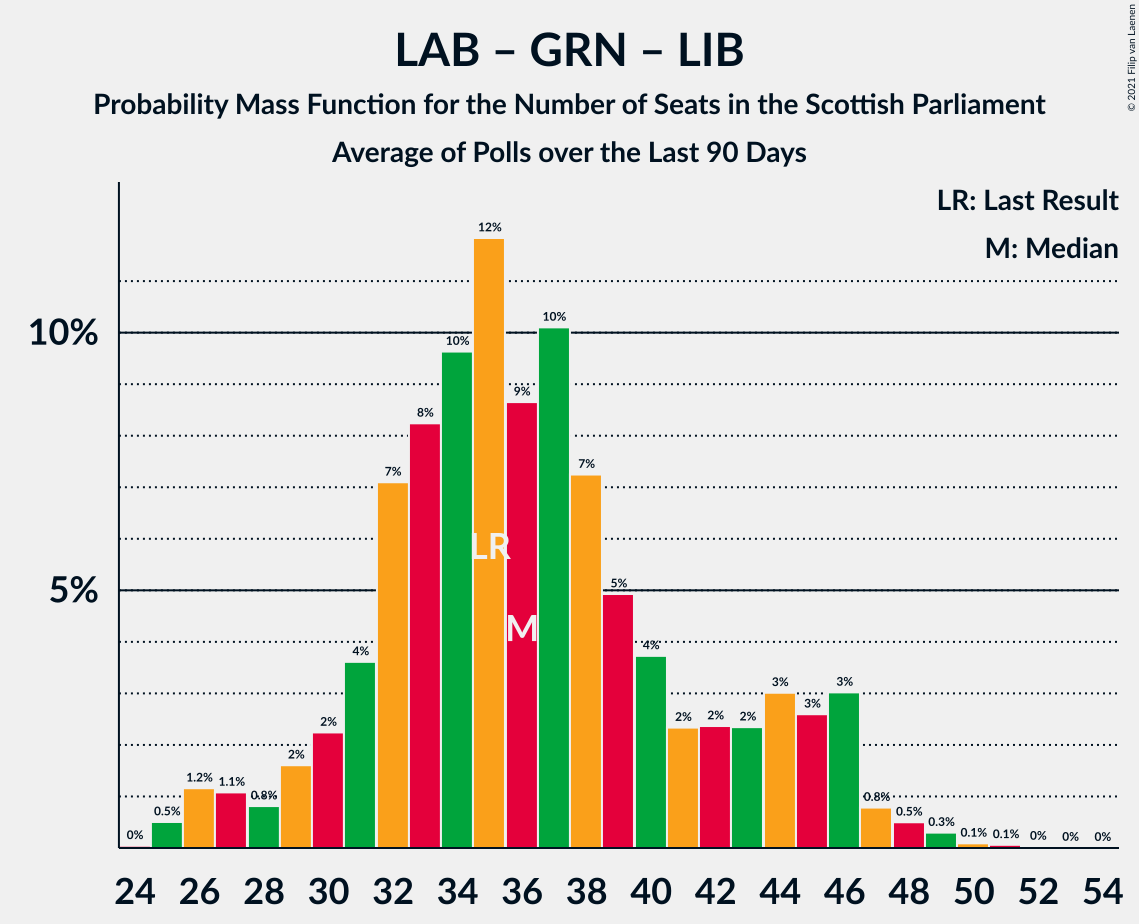 LAB – GRN – LIB
Probability Mass Function for the Number of Seats in the Scottish Parliament
Average of Polls over the Last 90 Days
© 2021 Filip van Laenen
LR: Last Result
M: Median
10%
5%
0% 0.5% 1.2% 1.1% 0.8% 2% 2% 4% 7% 8% 10% 12% 9% 10% 7% 5% 4% 2% 2% 2% 3% 3% 3% 0.8% 0.5% 0.3% 0.1% 0.1% 0% 0% 0%
LR
M
24 26 28 30 32 34 36 38 40 42 44 46 48 50 52 54